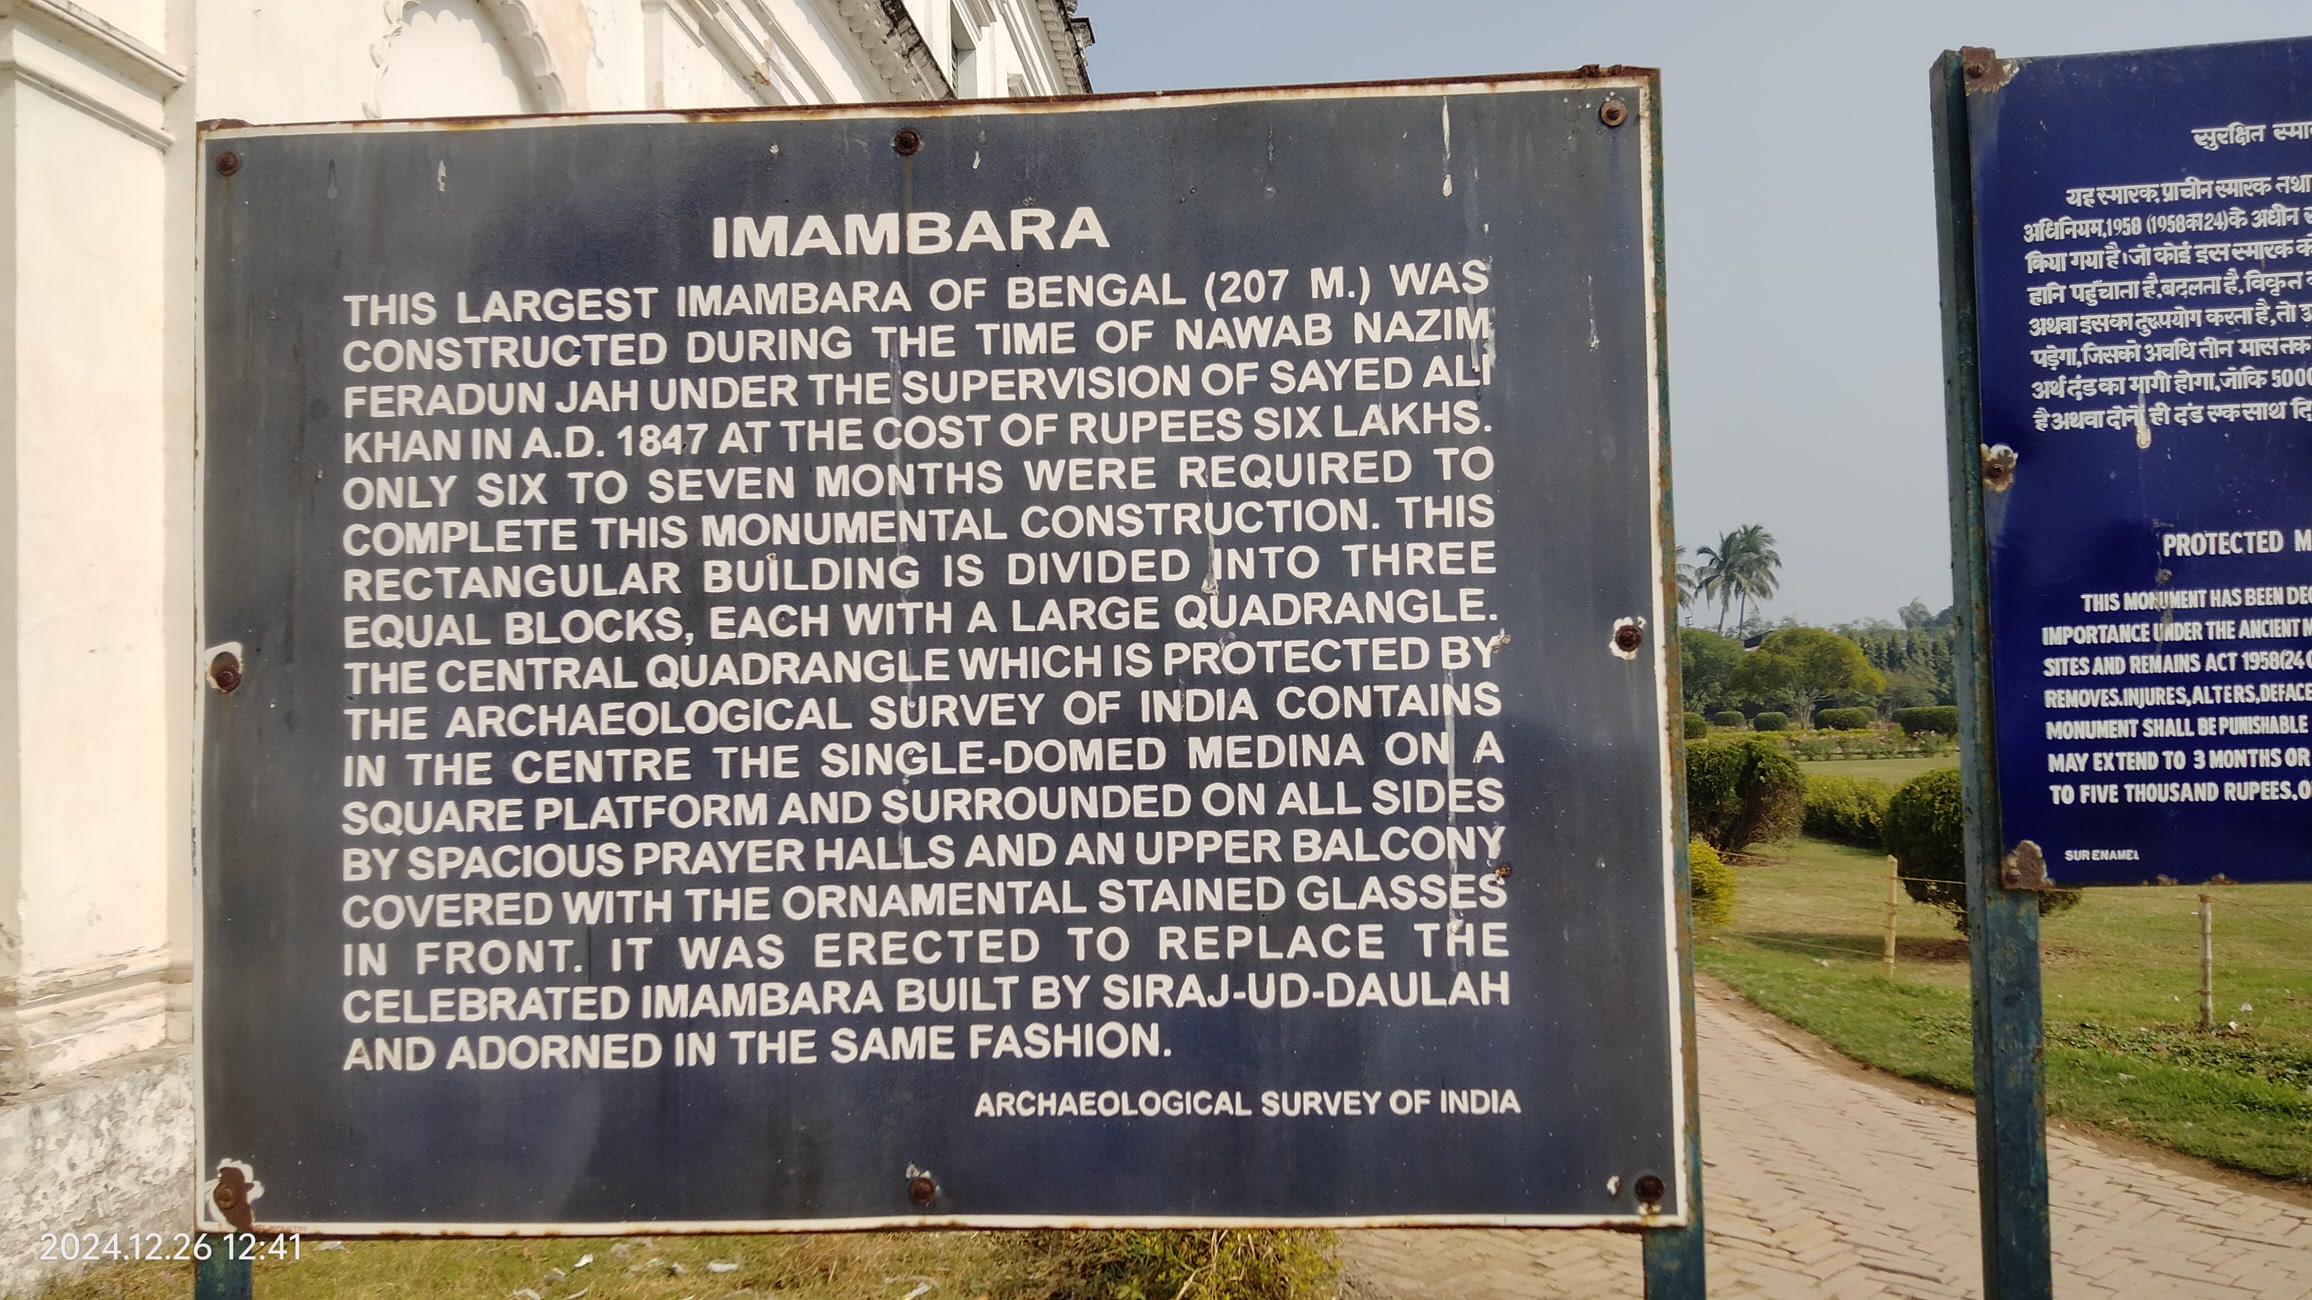 IMAMBARA
THIS LARGEST IMAMBARA OF BENGAL (207 M.) WAS
CONSTRUCTED DURING THE TIME OF NAWAB NAZIM
FERADUN JAH UNDER THE SUPERVISION OF SAYED ALI
KHAN IN A.D. 1847 AT THE COST OF RUPEES SIX LAKHS.
ONLY SIX TO SEVEN MONTHS WERE REQUIRED TO
COMPLETE THIS MONUMENTAL CONSTRUCTION. THIS
RECTANGULAR BUILDING IS DIVIDED INTO THREE
EQUAL BLOCKS, EACH WITH A LARGE QUADRANGLE.
THE CENTRAL QUADRANGLE WHICH IS PROTECTED BY
THE ARCHAEOLOGICAL SURVEY OF INDIA CONTAINS
IN THE CENTRE THE SINGLE-DOMED MEDINA ON A
SQUARE PLATFORM AND SURROUNDED ON ALL SIDES
BY SPACIOUS PRAYER HALLS AND AN UPPER BALCONY
COVERED WITH THE ORNAMENTAL STAINED GLASSES
IN FRONT. IT WAS ERECTED TO REPLACE THE
CELEBRATED IMAMBARA BUILT BY SIRAJ-UD-DAULAH
AND ADORNED IN THE SAME FASHION.
ARCHAEOLOGICAL SURVEY OF INDIA
सुरक्षित
यह स्मारक, प्राचीन स्मारक तथा
अधिनियम, 1958 (1958का24)के अधीन
किया गया है।जो कोई इस स्मारक
हानि पहुँचाता है,बदलता है,विकृत
अथवा इसका दुरुपयोग करता है,तो
पड़ेगा,जिसकी अवधि तीन मास तक
अर्थ दंड का भागी होगा,जोकि 5000
है अथवा दोनों ही दंड एक साथ
PROTECTED
THIS MONUMENT HAS BEEN
IMPORTANCE UNDER THE ANCIENT
SITES AND REMAINS ACT 1958(24
REMOVES.INJURES,ALTERS,DEFACE
MONUMENT SHALL BE PUNISHABLE
MAY EXTEND TO 3 MONTHS OR
TO FIVE THOUSAND RUPEES,
SUR ENAMEL
2024.12.26 12:41